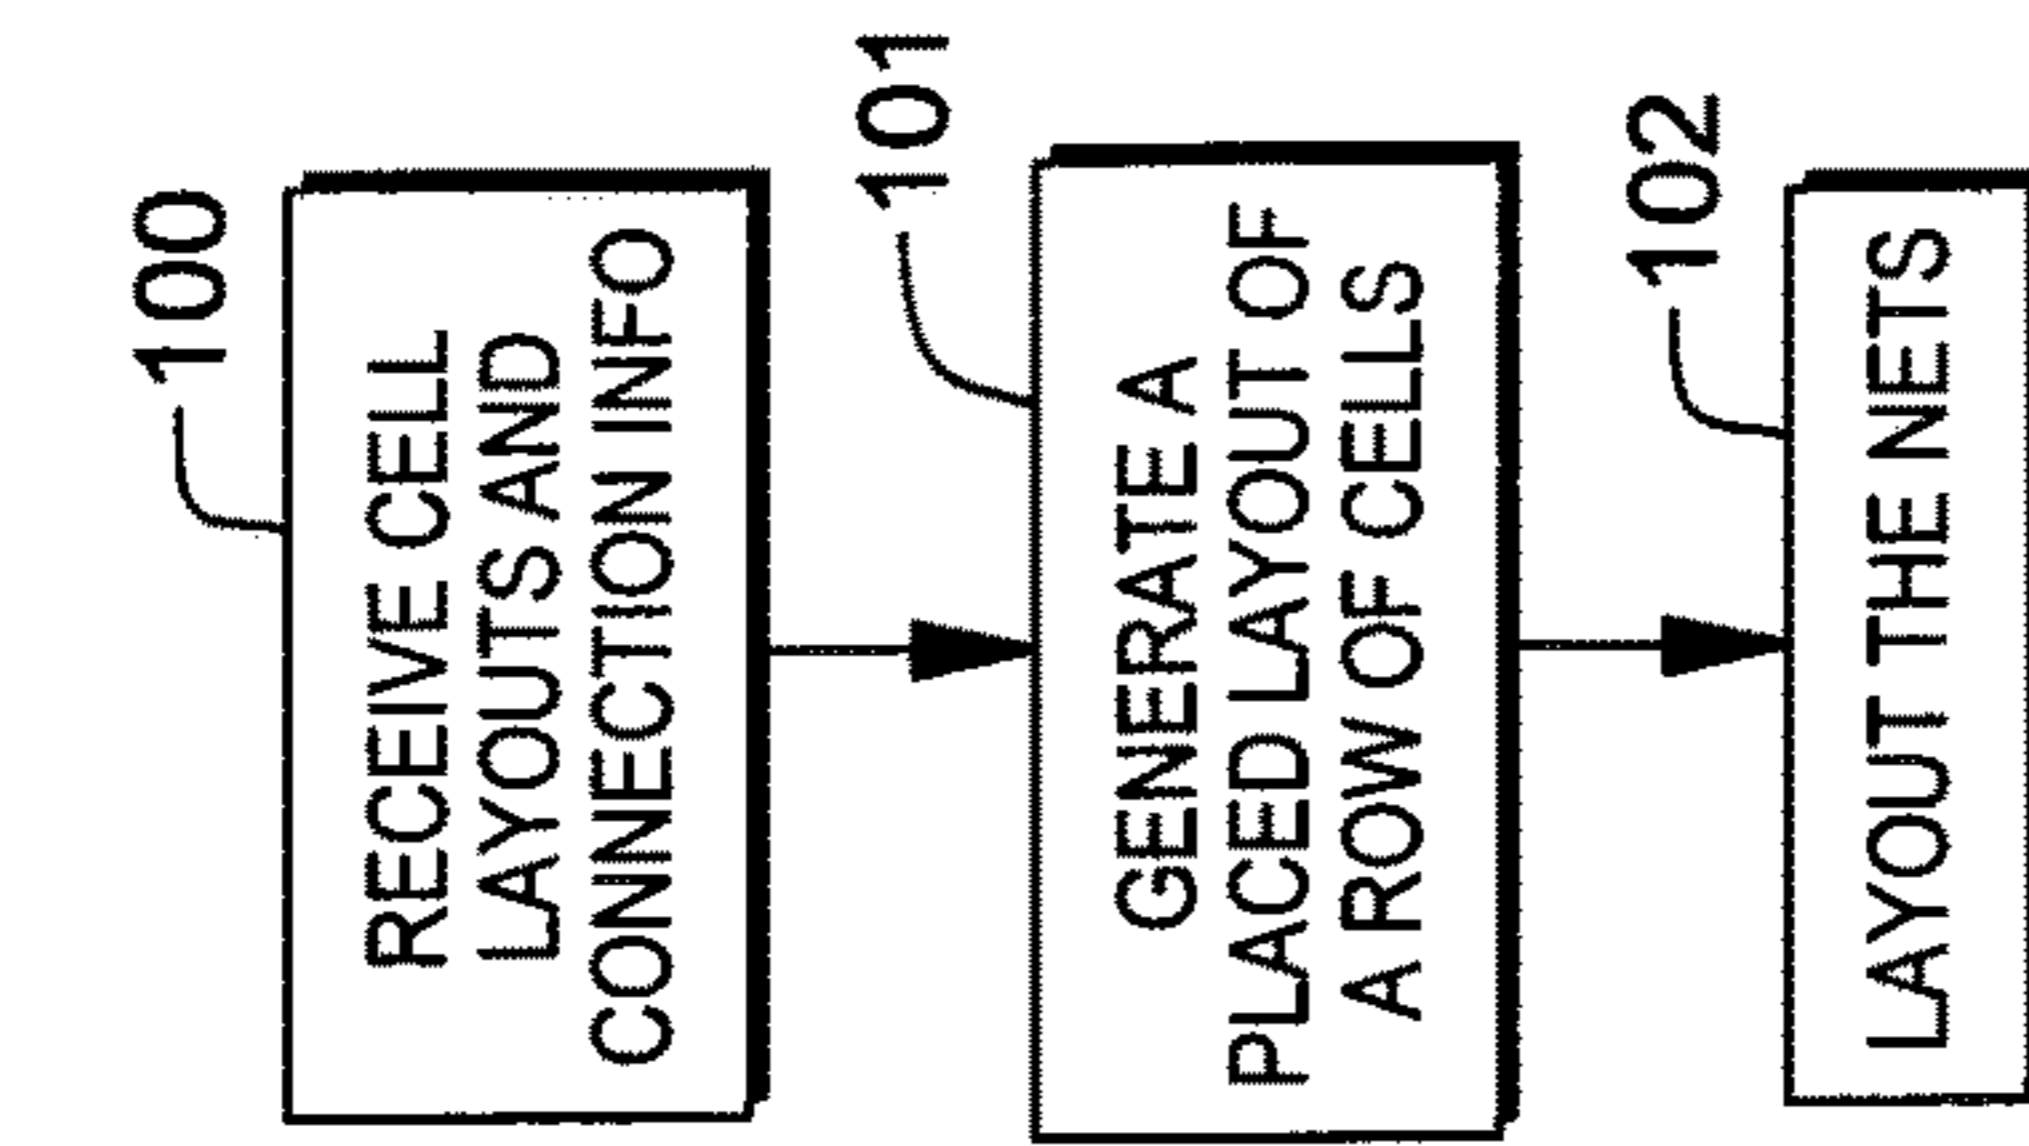 100
RECEIVE CELL
LAYOUTS AND
CONNECTION INFO
101
GENERATE A
PLACED LAYOUT OF
A ROW OF CELLS
102
LAYOUT THE NETS